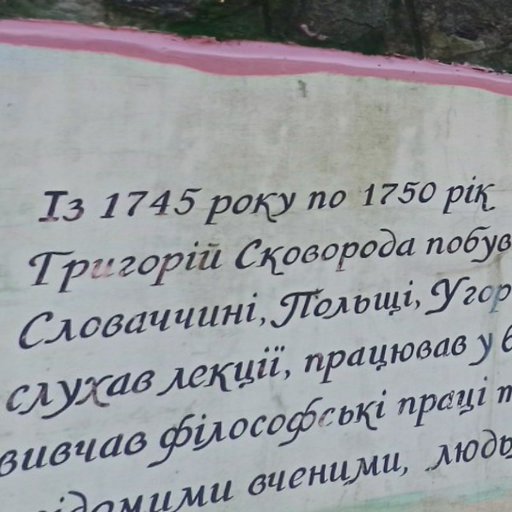 Із 1745 року по 1750 рік
Григорій Сковорода побув
Словаччині, Польщі, Угор
слухав лекції, працював у
вивчав філософські праці
вченими,